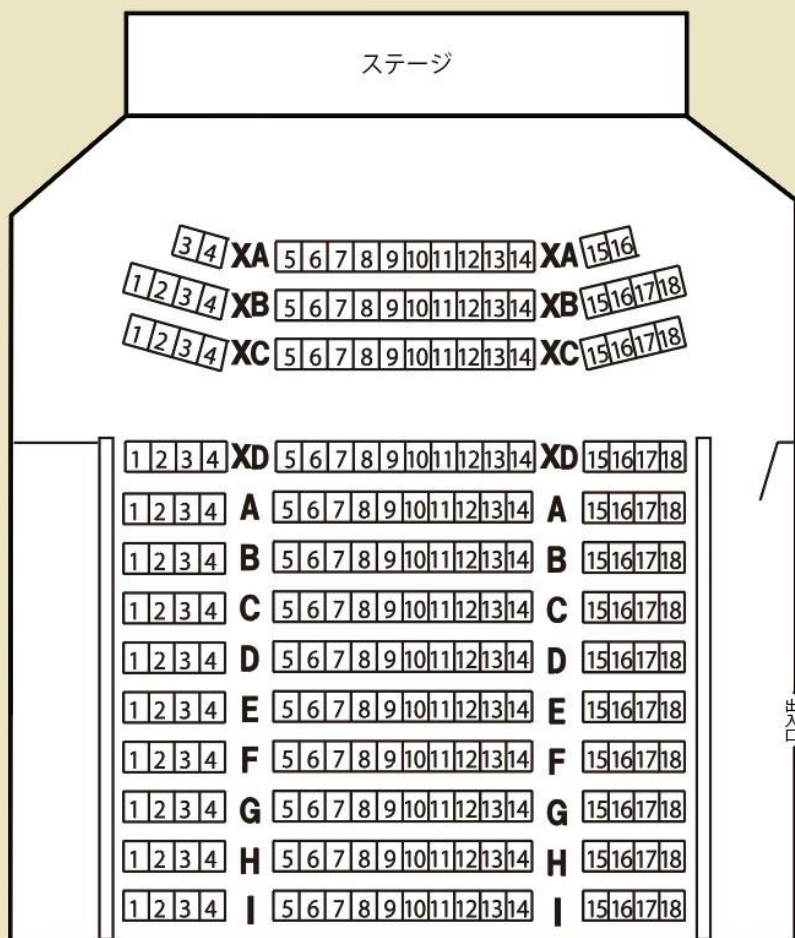 ステージ
3 4 XA 5 6 7 8 9 10 11 12 13 14 XA 15 16
1 2 3 4 XB 5 6 7 8 9 10 11 12 13 14 XB 15 16 17 18
1 2 3 4 XC 5 6 7 8 9 10 11 12 13 14 XC 15 16 17 18
1 2 3 4 XD 5 6 7 8 9 10 11 12 13 14 XD 15 16 17 18
1 2 3 4 A 5 6 7 8 9 10 11 12 13 14 A 15 16 17 18
1 2 3 4 B 5 6 7 8 9 10 11 12 13 14 B 15 16 17 18
1 2 3 4 C 5 6 7 8 9 10 11 12 13 14 C 15 16 17 18
1 2 3 4 D 5 6 7 8 9 10 11 12 13 14 D 15 16 17 18
1 2 3 4 E 5 6 7 8 9 10 11 12 13 14 E 15 16 17 18
出入口
1 2 3 4 F 5 6 7 8 9 10 11 12 13 14 F 15 16 17 18
1 2 3 4 G 5 6 7 8 9 10 11 12 13 14 G 15 16 17 18
1 2 3 4 H 5 6 7 8 9 10 11 12 13 14 H 15 16 17 18
1 2 3 4 I 5 6 7 8 9 10 11 12 13 14 I 15 16 17 18